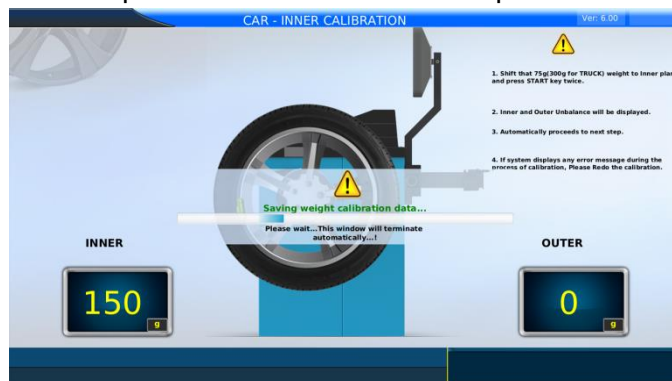 CAR - INNER CALIBRATION
Ver: 6.00
1. Shift that 75g(300g for TRUCK) weight to Inner plan
and press START key twice.
2. Inner and Outer Unbalance will be displayed.
3. Automatically proceeds to next step.
4. If system displays any error message during the
process of calibration, Please Redo the calibration.
Saving weight calibration data...
Please wait...This window will terminate
automatically...!
INNER
OUTER
150
g
0
g